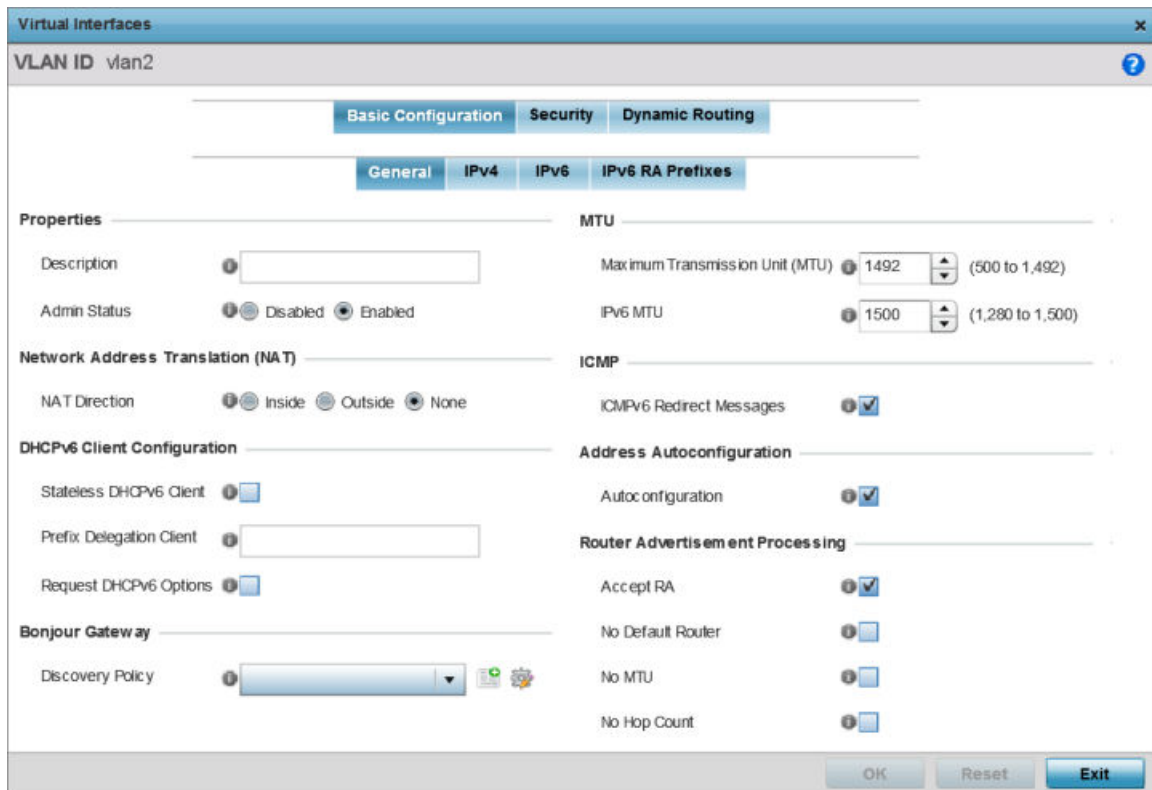 Virtual Interfaces
VLAN ID vlan2
Basic Configuration Security Dynamic Routing
General IPv4 IPv6 IPv6 RA Prefixes
Properties
Description
Admin Status Disabled Enabled
Network Address Translation (NAT)
NAT Direction Inside Outside None
DHCPv6 Client Configuration
Stateless DHCPv6 Client
Prefix Delegation Client
Request DHCPv6 Options
Bonjour Gateway
Discovery Policy
MTU
Maximum Transmission Unit (MTU) 1492 (500 to 1,492)
IPv6 MTU 1500 (1,280 to 1,500)
ICMP
ICMPv6 Redirect Messages
Address Autoconfiguration
Autoconfiguration
Router Advertisement Processing
Accept RA
No Default Router
No MTU
No Hop Count
OK Reset Exit